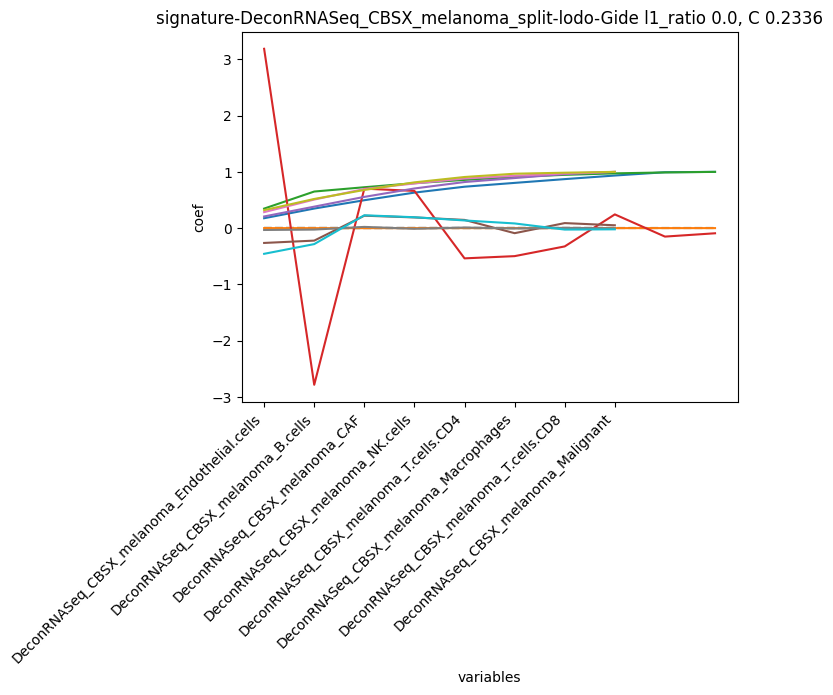 signature-DeconRNASeq_CBSX_melanoma_split-lodo-Gide l1_ratio 0.0, C 0.2336
coef
3
2
1
0
−1
−2
−3
DeconRNASeq_CBSX_melanoma_Endothelial.cells
DeconRNASeq_CBSX_melanoma_B.cells
DeconRNASeq_CBSX_melanoma_CAF
DeconRNASeq_CBSX_melanoma_NK.cells
DeconRNASeq_CBSX_melanoma_T.cells.CD4
DeconRNASeq_CBSX_melanoma_Macrophages
DeconRNASeq_CBSX_melanoma_T.cells.CD8
DeconRNASeq_CBSX_melanoma_Malignant
variables